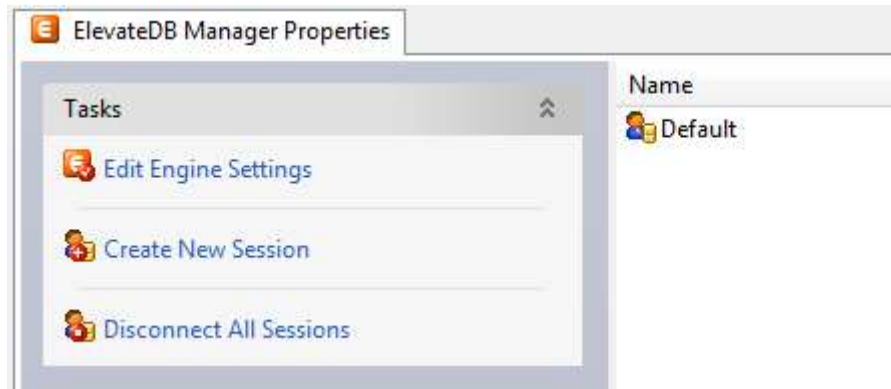 ElevateDB Manager Properties
Tasks
Edit Engine Settings
Create New Session
Disconnect All Sessions
Name
Default